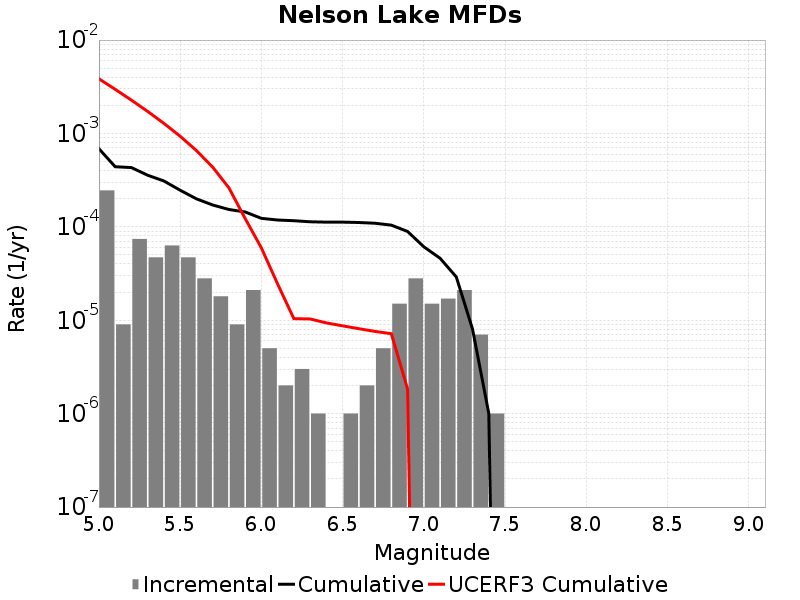 Nelson Lake MFDs
10-2
10-3
10-4
10-5
10-6
10-7
Rate (1/yr)
5.0 5.5 6.0 6.5 7.0 7.5 8.0 8.5 9.0
Magnitude
Incremental Cumulative UCERF3 Cumulative